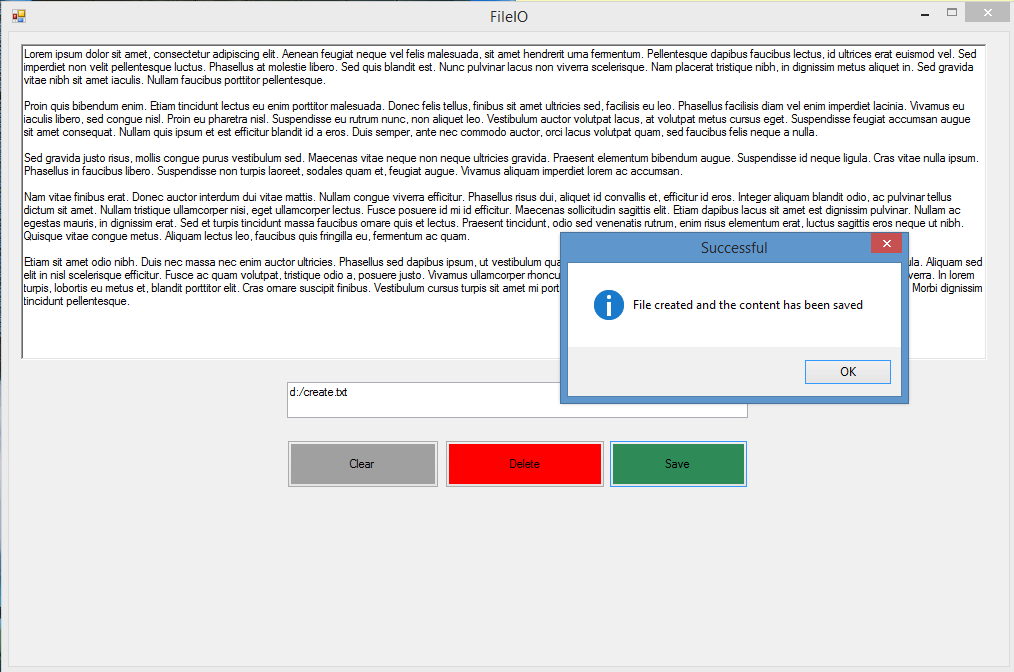 FileIO
Lorem ipsum dolor sit amet, consectetur adipiscing elit. Aenean feugiat neque vel felis malesuada, sit amet hendrerit urna fermentum. Pellentesque dapibus faucibus lectus, id ultrices erat euismod vel. Sed
imperdiet non velit pellentesque luctus. Phasellus at molestie libero. Sed quis blandit est. Nunc pulvinar lacus non viverra scelerisque. Nam placerat tristique nibh, in dignissim metus aliquet in. Sed gravida
vitae nibh sit amet iaculis. Nullam faucibus porttitor pellentesque.
Proin quis bibendum enim. Etiam tincidunt lectus eu enim porttitor malesuada. Donec felis tellus, finibus sit amet ultricies sed, facilisis eu leo. Phasellus facilisis diam vel enim imperdiet lacinia. Vivamus eu
iaculis libero, sed congue nisl. Proin eu pharetra nisl. Suspendisse eu rutrum nunc, non aliquet leo. Vestibulum auctor volutpat lacus, at volutpat metus cursus eget. Suspendisse feugiat accumsan augue
sit amet consequat. Nullam quis ipsum et est efficitur blandit id a eros. Duis semper, ante nec commodo auctor, orci lacus volutpat quam, sed faucibus felis neque a nulla.
Sed gravida justo risus, mollis congue purus vestibulum sed. Maecenas vitae neque non neque ultricies gravida. Praesent elementum bibendum augue. Suspendisse id neque ligula. Cras vitae nulla ipsum.
Phasellus in faucibus libero. Suspendisse non turpis laoreet, sodales quam et, feugiat augue. Vivamus aliquam imperdiet lorem ac accumsan.
Nam vitae finibus erat. Donec auctor interdum dui vitae mattis. Nullam congue viverra efficitur. Phasellus risus dui, aliquet id convallis et, efficitur id eros. Integer aliquam blandit odio, ac pulvinar tellus
dictum sit amet. Nullam tristique ullamcorper nisi, eget ullamcorper lectus. Fusce posuere id mi id efficitur. Maecenas sollicitudin sagittis elit. Etiam dapibus lacus sit amet est dignissim pulvinar. Nullam ac
egestas mauris, in dignissim erat. Sed et turpis tincidunt massa faucibus ornare quis et lectus. Praesent tincidunt, odio sed venenatis rutrum, enim risus elementum erat, luctus sagittis eros neque ut nibh.
Quisque vitae congue metus. Aliquam lectus leo, faucibus quis fringilla eu, fermentum ac quam.
Etiam sit amet odio nibh. Duis nec massa nec enim auctor ultricies. Phasellus sed dapibus ipsum, ut vestibulum qua ula. Aliquam sed
elit in nisl scelerisque efficitur. Fusce ac quam volutpat, tristique odio a, posuere justo. Vivamus ullamcorper rhoncu verra. In lorem
turpis, lobortis eu metus et, blandit porttitor elit. Cras ornare suscipit finibus. Vestibulum cursus turpis sit amet mi port Morbi dignissim
tincidunt pellentesque.
Successful
File created and the content has been saved
OK
d:/create.txt
Clear
Delete
Save